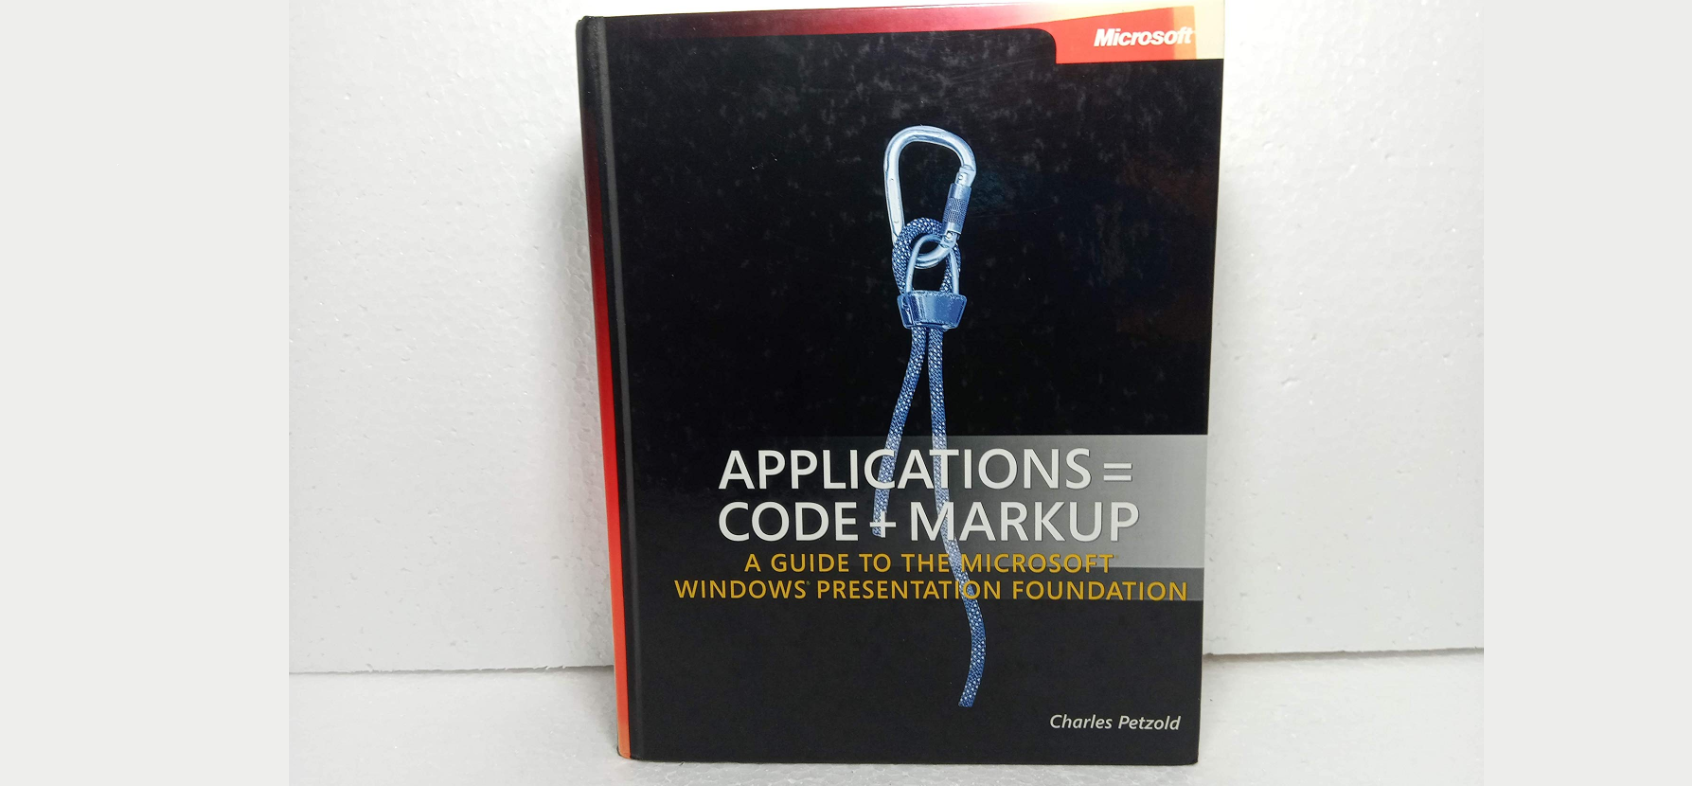 Microsoft
APPLICATIONS =
CODE + MARKUP
A GUIDE TO THE MICROSOFT
WINDOWS® PRESENTATION FOUNDATION
Charles Petzold